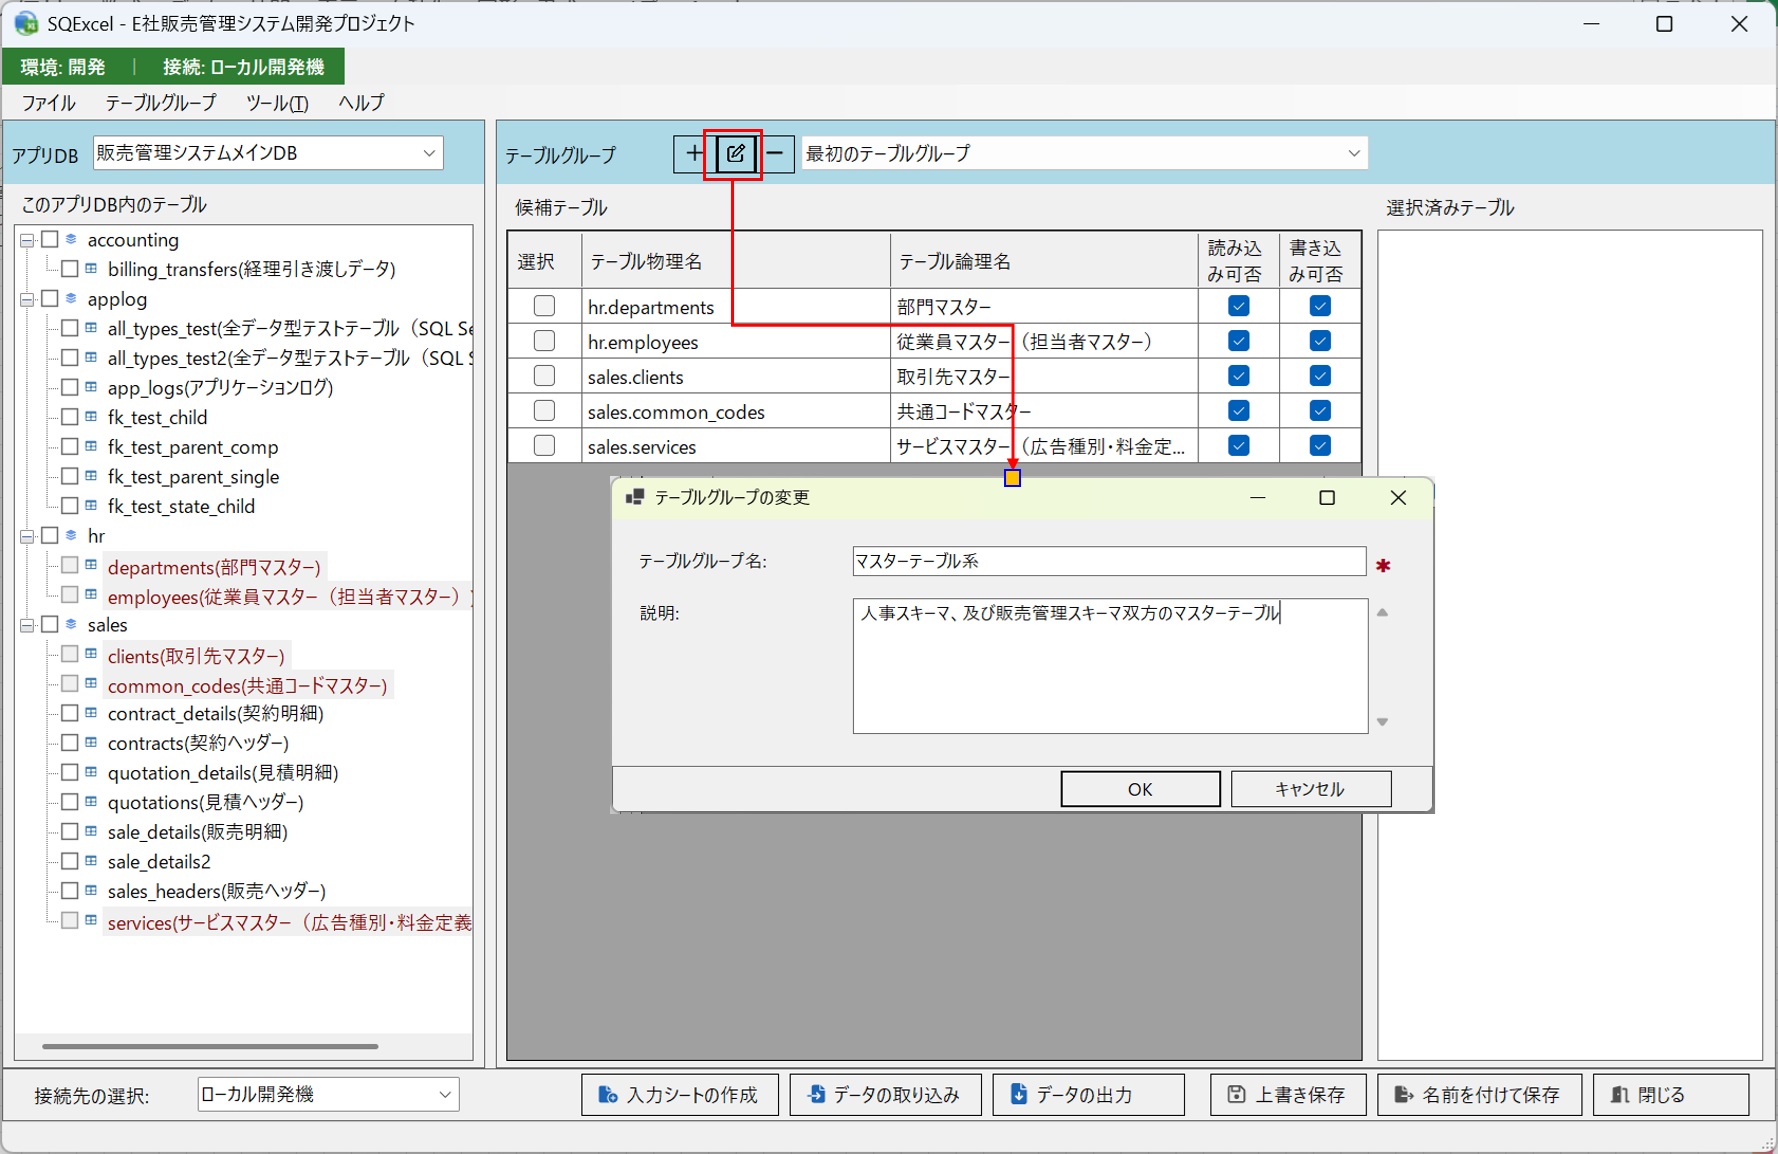 SQExcel - E社販売管理システム開発プロジェクト
環境: 開発 | 接続: ローカル開発機
ファイル テーブルグループ ツール(T) ヘルプ
アプリDB 販売管理システムメインDB
テーブルグループ + − 最初のテーブルグループ
このアプリDB内のテーブル
accounting
billing_transfers(経理引き渡しデータ)
applog
all_types_test(全データ型テストテーブル（SQL Se
all_types_test2(全データ型テストテーブル（SQL S
app_logs(アプリケーションログ)
fk_test_child
fk_test_parent_comp
fk_test_parent_single
fk_test_state_child
hr
departments(部門マスター)
employees(従業員マスター（担当者マスター）)
sales
clients(取引先マスター)
common_codes(共通コードマスター)
contract_details(契約明細)
contracts(契約ヘッダー)
quotation_details(見積明細)
quotations(見積ヘッダー)
sale_details(販売明細)
sale_details2
sales_headers(販売ヘッダー)
services(サービスマスター（広告種別・料金定義
候補テーブル
選択 テーブル物理名 テーブル論理名 読み込み可否 書き込み可否
hr.departments 部門マスター
hr.employees 従業員マスター（担当者マスター）
sales.clients 取引先マスター
sales.common_codes 共通コードマスター
sales.services サービスマスター（広告種別・料金定...
選択済みテーブル
テーブルグループの変更
テーブルグループ名: マスターテーブル系 *
説明: 人事スキーマ、及び販売管理スキーマ双方のマスターテーブル
OK キャンセル
接続先の選択: ローカル開発機
入力シートの作成 データの取り込み データの出力 上書き保存 名前を付けて保存 閉じる